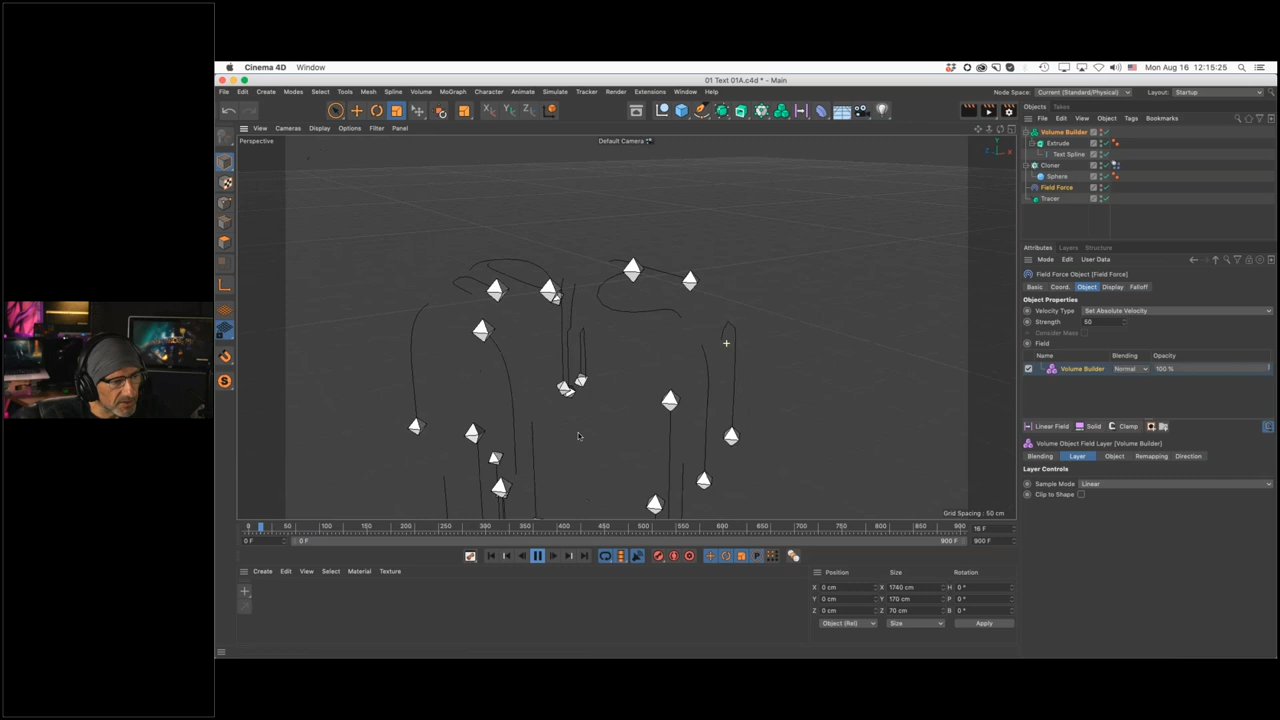 Cinema 4D Window
Mon Aug 16 12:15:25
01 Text 01A.c4d * - Main
File Edit Create Modes Select Tools Mesh Spline Volume MoGraph Character Animate Simulate Tracker Render Extensions Window Help
Node Space: Current (Standard/Physical) Layout: Startup
X Y Z
Objects Takes
File Edit View Object Tags Bookmarks
View Cameras Display Options Filter Panel
Perspective
Default Camera
Volume Builder
Extrude
Text Spline
Cloner
Sphere
Field Force
Tracer
Attributes Layers Structure
Mode Edit User Data
Field Force Object [Field Force]
Basic Coord. Object Display Falloff
Object Properties
Velocity Type Set Absolute Velocity
Strength 50
Consider Mass
Field
Name Blending Opacity
Volume Builder Normal 100 %
Linear Field Solid Clamp
Volume Object Field Layer [Volume Builder]
Blending Layer Object Remapping Direction
Layer Controls
Sample Mode Linear
Clip to Shape
Grid Spacing : 50 cm
0 50 100 150 200 250 300 350 400 450 500 550 600 650 700 750 800 850 900
16 F
0 F 0 F 900 F 900 F
P
Create Edit View Select Material Texture
Position Size Rotation
X 0 cm X 1740 cm H 0 °
Y 0 cm Y 170 cm P 0 °
Z 0 cm Z 70 cm B 0 °
Object (Rel) Size Apply